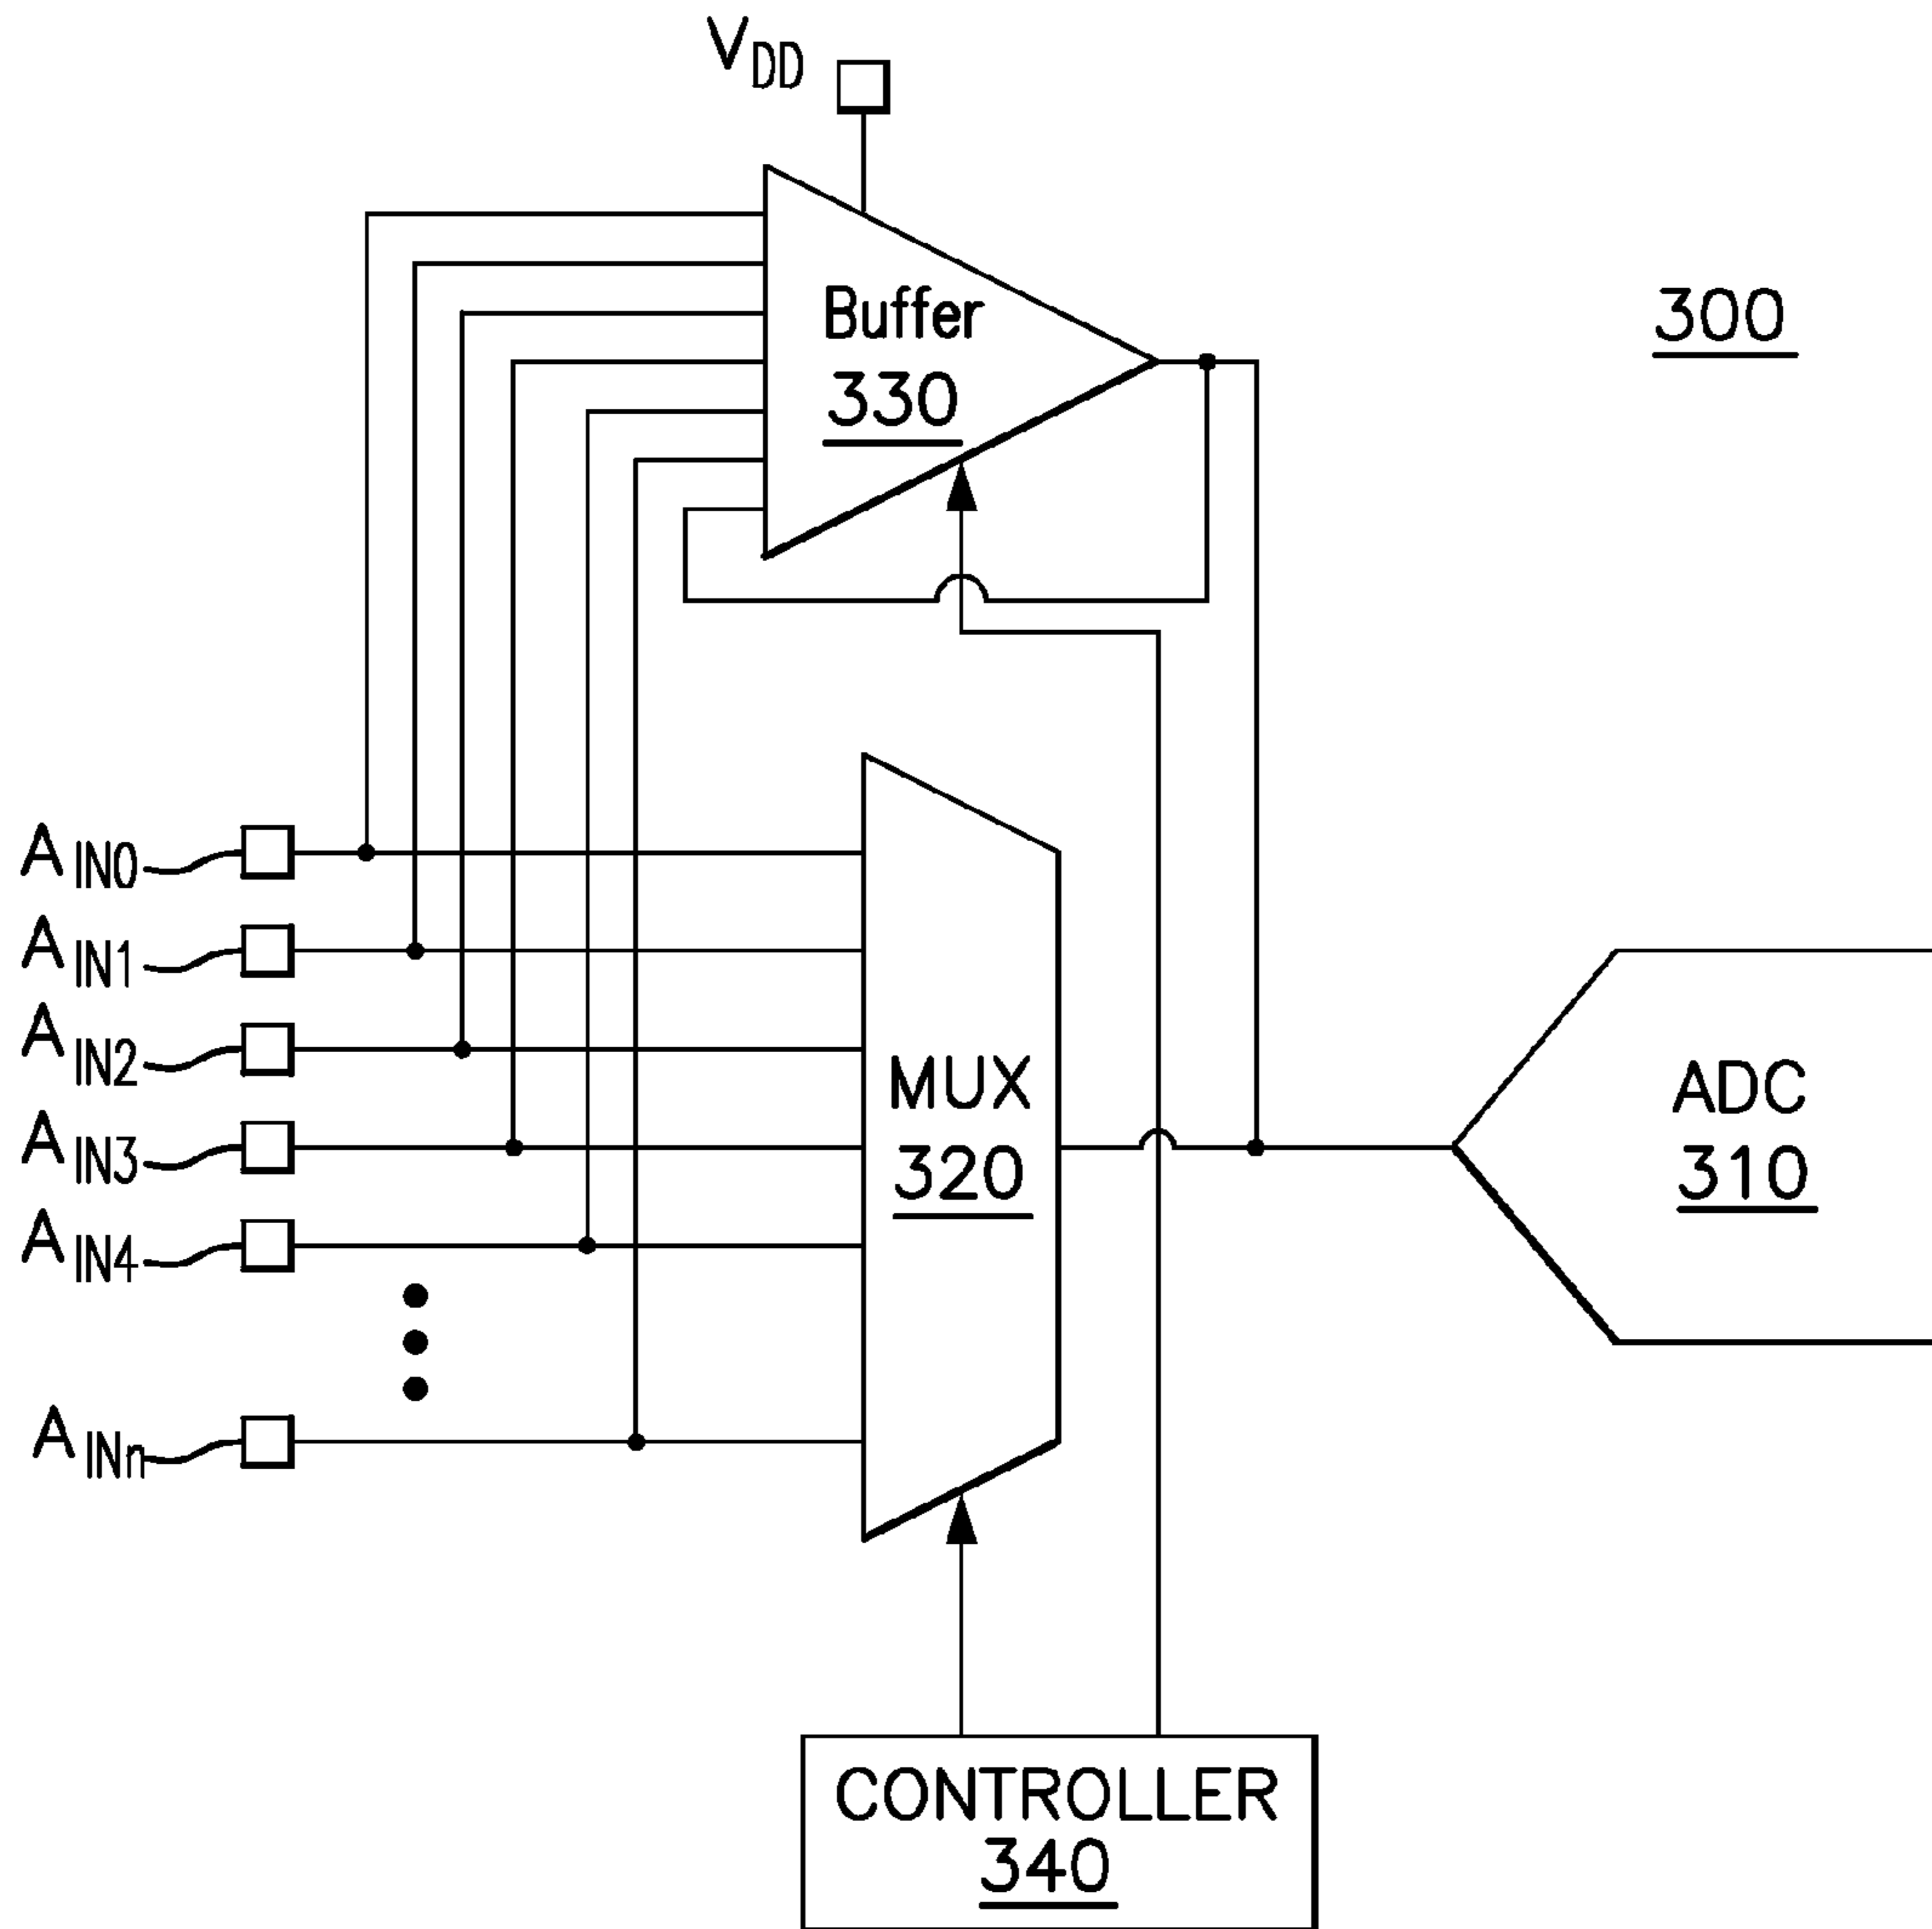 VDD
Buffer
330
300
AIN0
AIN1
AIN2
MUX
320
ADC
310
AIN3
AIN4
AINn
CONTROLLER
340